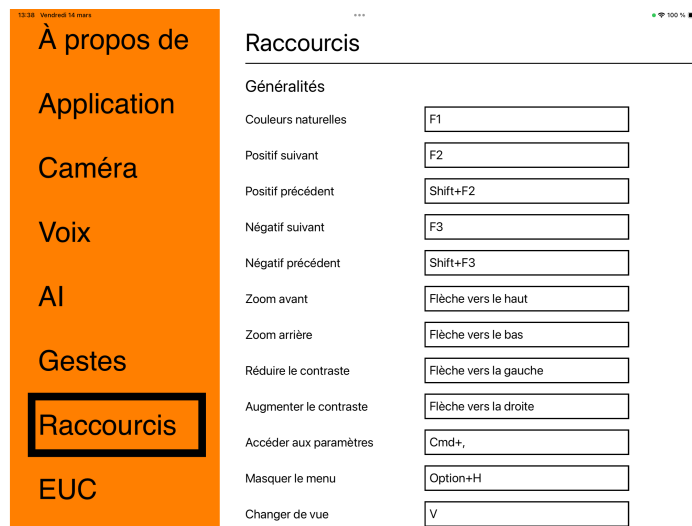 13:38 Vendredi 14 mars
100 %
À propos de
Application
Caméra
Voix
AI
Gestes
Raccourcis
EUC
Raccourcis
Généralités
Couleurs naturelles F1
Positif suivant F2
Positif précédent Shift+F2
Négatif suivant F3
Négatif précédent Shift+F3
Zoom avant Flèche vers le haut
Zoom arrière Flèche vers le bas
Réduire le contraste Flèche vers la gauche
Augmenter le contraste Flèche vers la droite
Accéder aux paramètres Cmd+,
Masquer le menu Option+H
Changer de vue V